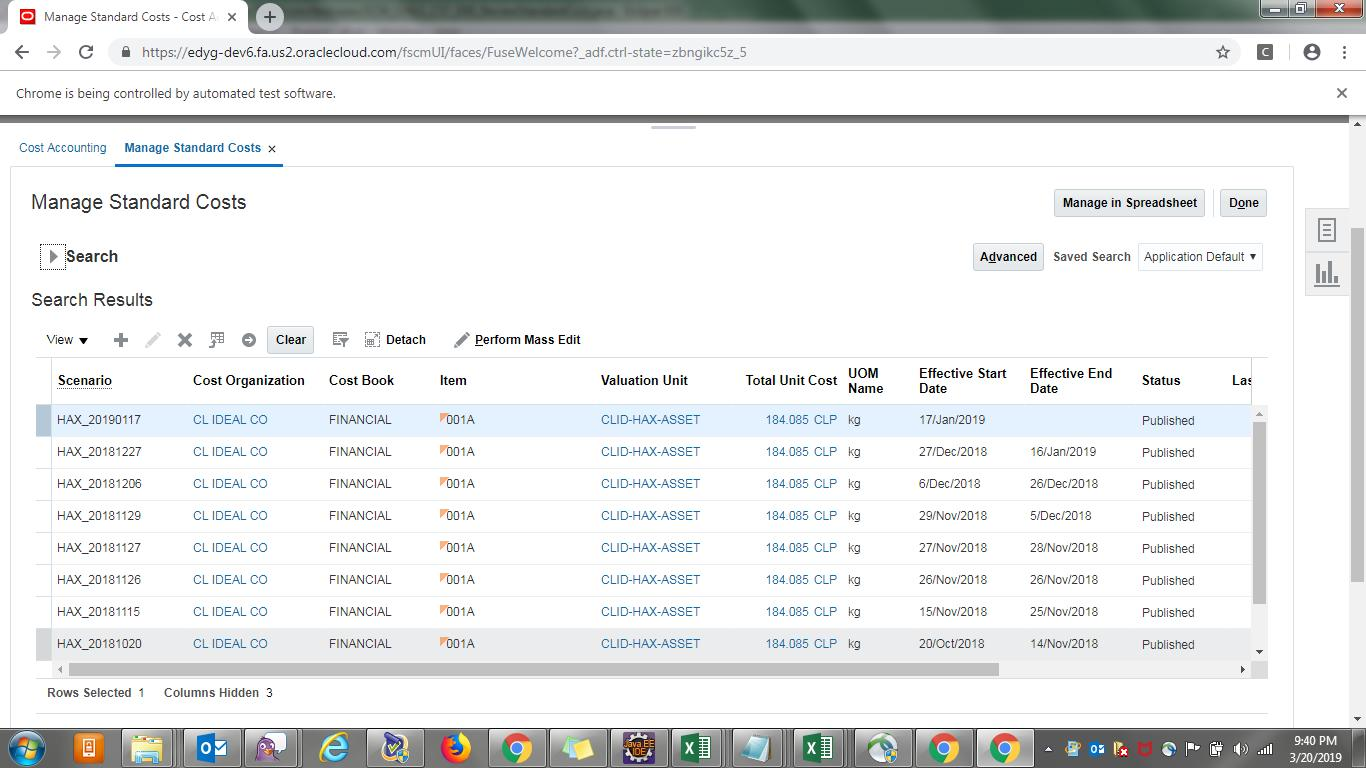 Manage Standard Costs - Cost A
https://edyg-dev6.fa.us2.oraclecloud.com/fscmUI/faces/FuseWelcome?_adf.ctrl-state=zbngikc5z_5
Chrome is being controlled by automated test software.
Cost Accounting Manage Standard Costs
Manage Standard Costs Manage in Spreadsheet Done
Search Advanced Saved Search Application Default
Search Results
View Clear Detach Perform Mass Edit
Scenario Cost Organization Cost Book Item Valuation Unit Total Unit Cost UOM Name Effective Start Date Effective End Date Status Las
HAX_20190117 CL IDEAL CO FINANCIAL 001A CLID-HAX-ASSET 184.085 CLP kg 17/Jan/2019 Published
HAX_20181227 CL IDEAL CO FINANCIAL 001A CLID-HAX-ASSET 184.085 CLP kg 27/Dec/2018 16/Jan/2019 Published
HAX_20181206 CL IDEAL CO FINANCIAL 001A CLID-HAX-ASSET 184.085 CLP kg 6/Dec/2018 26/Dec/2018 Published
HAX_20181129 CL IDEAL CO FINANCIAL 001A CLID-HAX-ASSET 184.085 CLP kg 29/Nov/2018 5/Dec/2018 Published
HAX_20181127 CL IDEAL CO FINANCIAL 001A CLID-HAX-ASSET 184.085 CLP kg 27/Nov/2018 28/Nov/2018 Published
HAX_20181126 CL IDEAL CO FINANCIAL 001A CLID-HAX-ASSET 184.085 CLP kg 26/Nov/2018 26/Nov/2018 Published
HAX_20181115 CL IDEAL CO FINANCIAL 001A CLID-HAX-ASSET 184.085 CLP kg 15/Nov/2018 25/Nov/2018 Published
HAX_20181020 CL IDEAL CO FINANCIAL 001A CLID-HAX-ASSET 184.085 CLP kg 20/Oct/2018 14/Nov/2018 Published
Rows Selected 1 Columns Hidden 3
Java EE
IDE
9:40 PM
3/20/2019